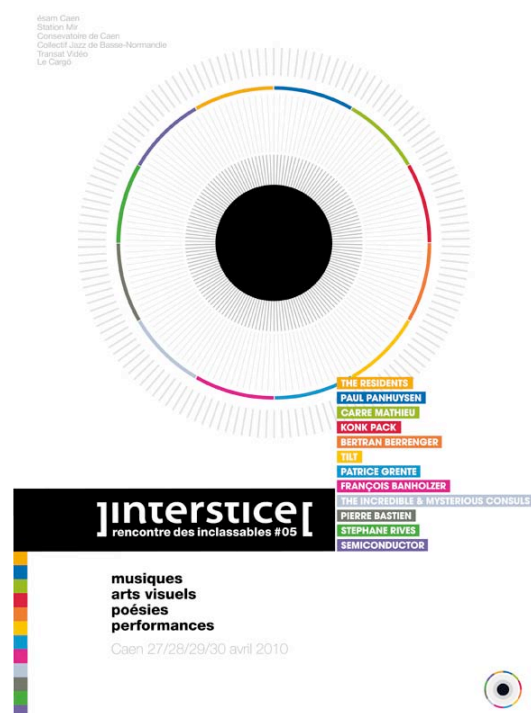 ésam Caen
Station Mir
Consevatoire de Caen
Collectif Jazz de Basse-Normandie
Transat Vidéo
Le Cargö
THE RESIDENTS
PAUL PANHUYSEN
CARRE MATHIEU
KONK PACK
BERTRAN BERRENGER
TILT
PATRICE GRENTE
FRANÇOIS BANHOLZER
THE INCREDIBLE & MYSTERIOUS CONSULS
PIERRE BASTIEN
STEPHANE RIVES
SEMICONDUCTOR
]interstice[
rencontre des inclassables #05
musiques
arts visuels
poésies
performances
Caen 27/28/29/30 avril 2010